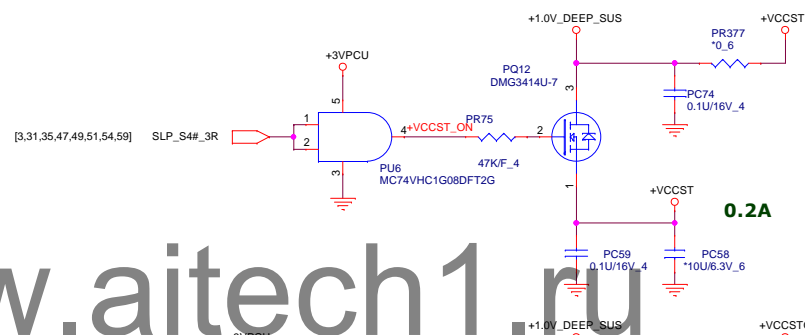 +1.0V_DEEP_SUS
+VCCST
PR377
*0_6
+3VPCU
PQ12
DMG3414U-7
3
PC74
0.1U/16V_4
5
[3,31,35,47,49,51,54,59]
SLP_S4#_3R
1
2
4
+VCCST_ON
PR75
2
47K/F_4
3
PU6
MC74VHC1G08DFT2G
1
+VCCST
0.2A
PC59
0.1U/16V_4
PC58
*10U/6.3V_6
w.aitech1.ru
+1.0V_DEEP_SUS